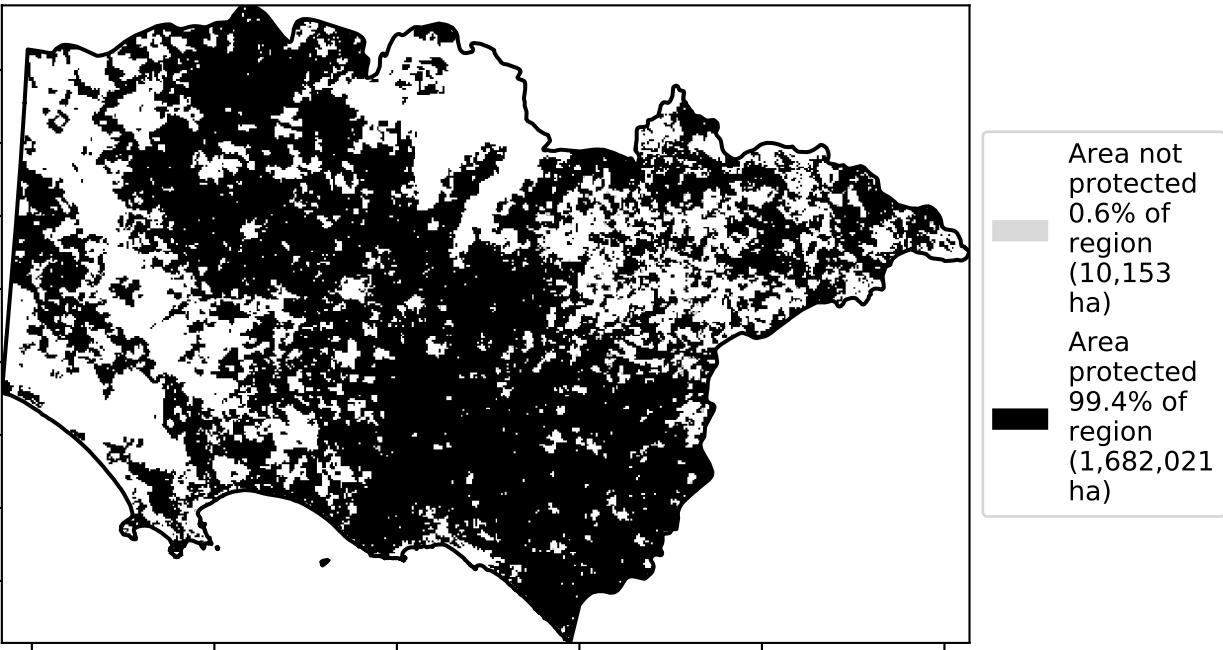 Area not
protected
0.6% of
region
(10,153
ha)
Area
protected
99.4% of
region
(1,682,021
ha)